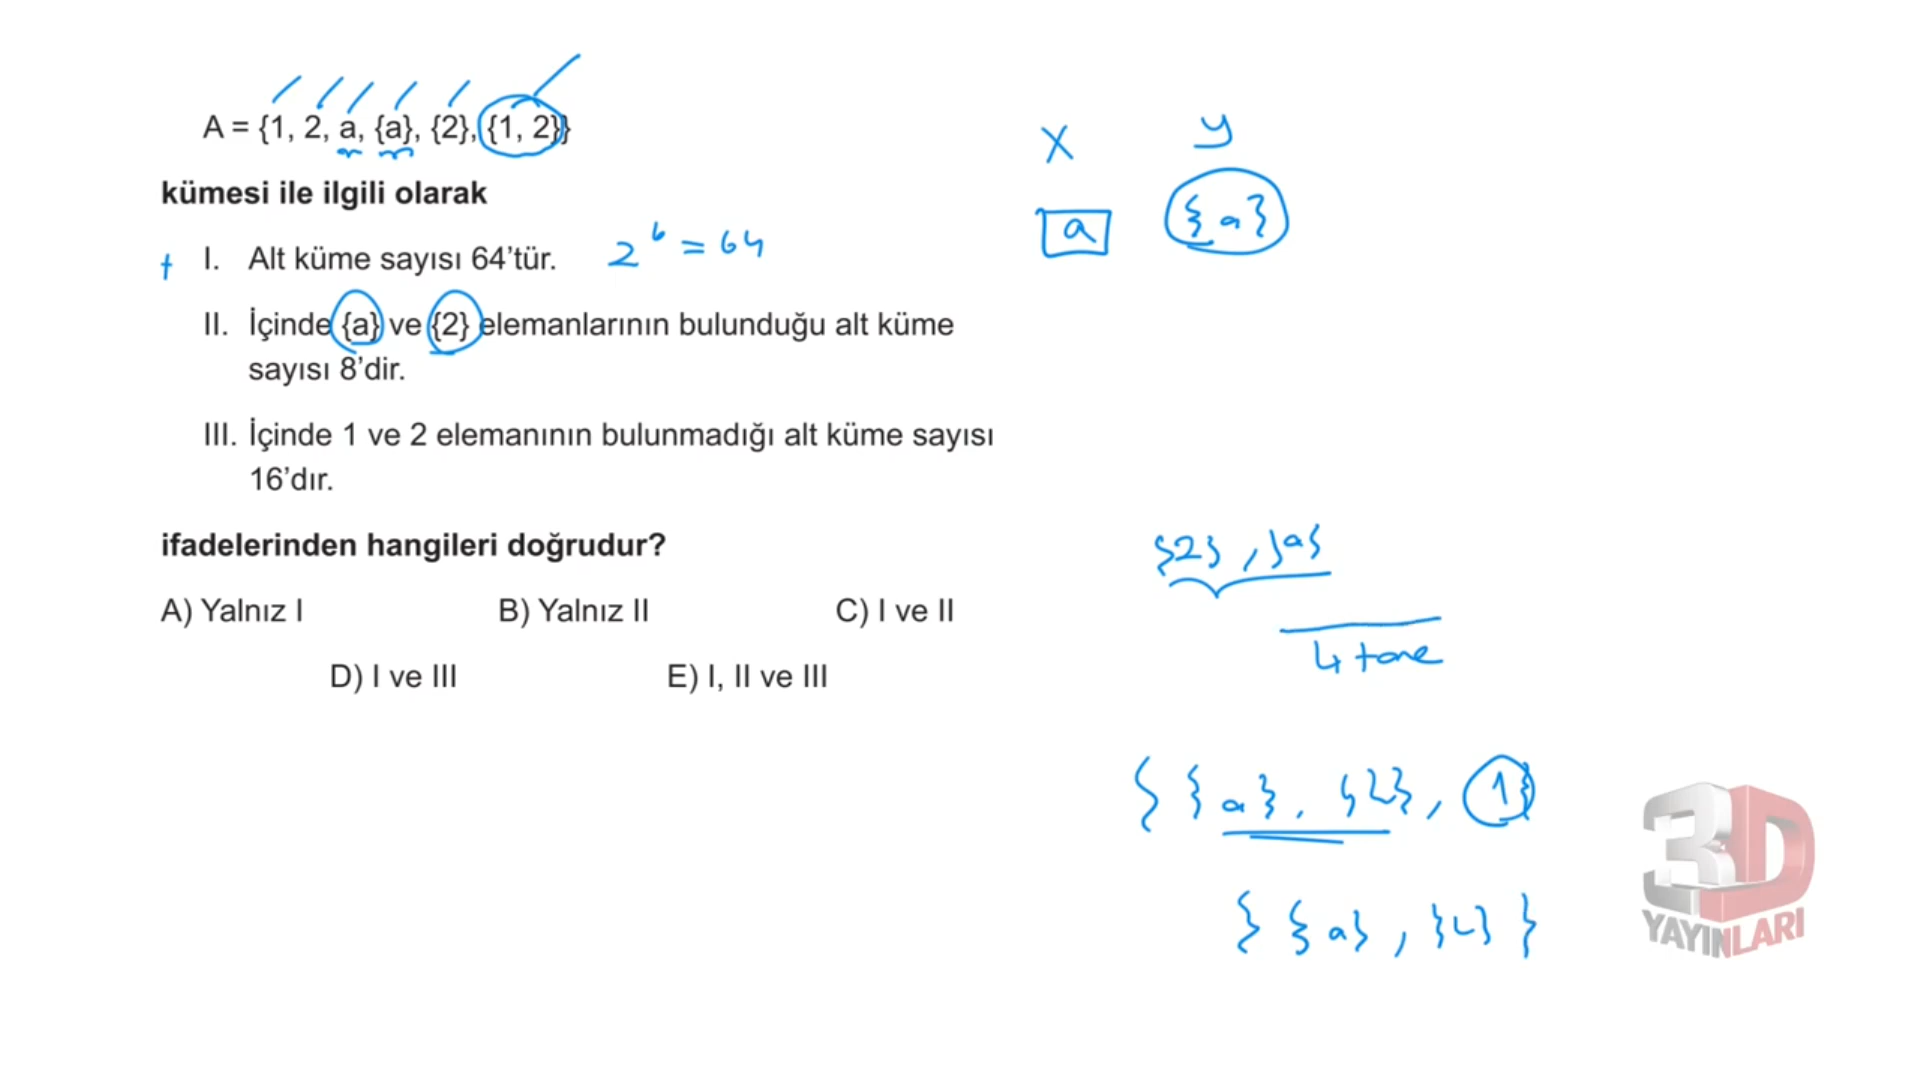 A = {1, 2, a, {a}, {2}, {1, 2}}
kümesi ile ilgili olarak
I. Alt küme sayısı 64’tür. 2^6 = 64
II. İçinde {a} ve {2} elemanlarının bulunduğu alt küme
sayısı 8’dir.
III. İçinde 1 ve 2 elemanının bulunmadığı alt küme sayısı
16’dır.
ifadelerinden hangileri doğrudur?
A) Yalnız I B) Yalnız II C) I ve II
D) I ve III E) I, II ve III
x y
a {a}
{2}, {a}
4 tane
{{a}, {2}, 1}
{{a}, {2}}
3D
YAYINLARI